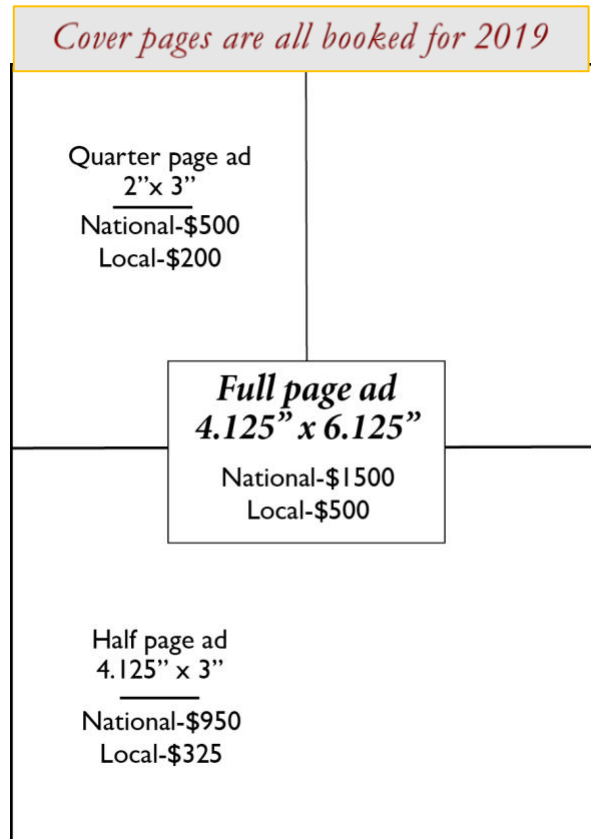 Cover pages are all booked for 2019
Quarter page ad
2”x 3”
National-$500
Local-$200
Full page ad
4.125” x 6.125”
National-$1500
Local-$500
Half page ad
4.125” x 3”
National-$950
Local-$325